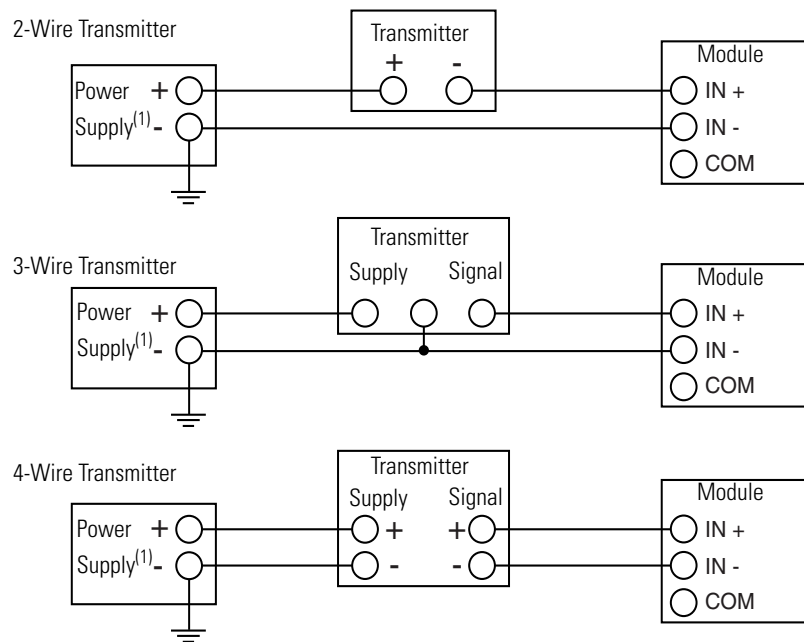 2-Wire Transmitter
Transmitter
+ -
Module
Power +
Supply(1) -
IN +
IN -
COM
3-Wire Transmitter
Transmitter
Supply Signal
Module
Power +
Supply(1) -
IN +
IN -
COM
4-Wire Transmitter
Transmitter
Supply Signal
Module
Power +
Supply(1) -
+ +
- -
IN +
IN -
COM